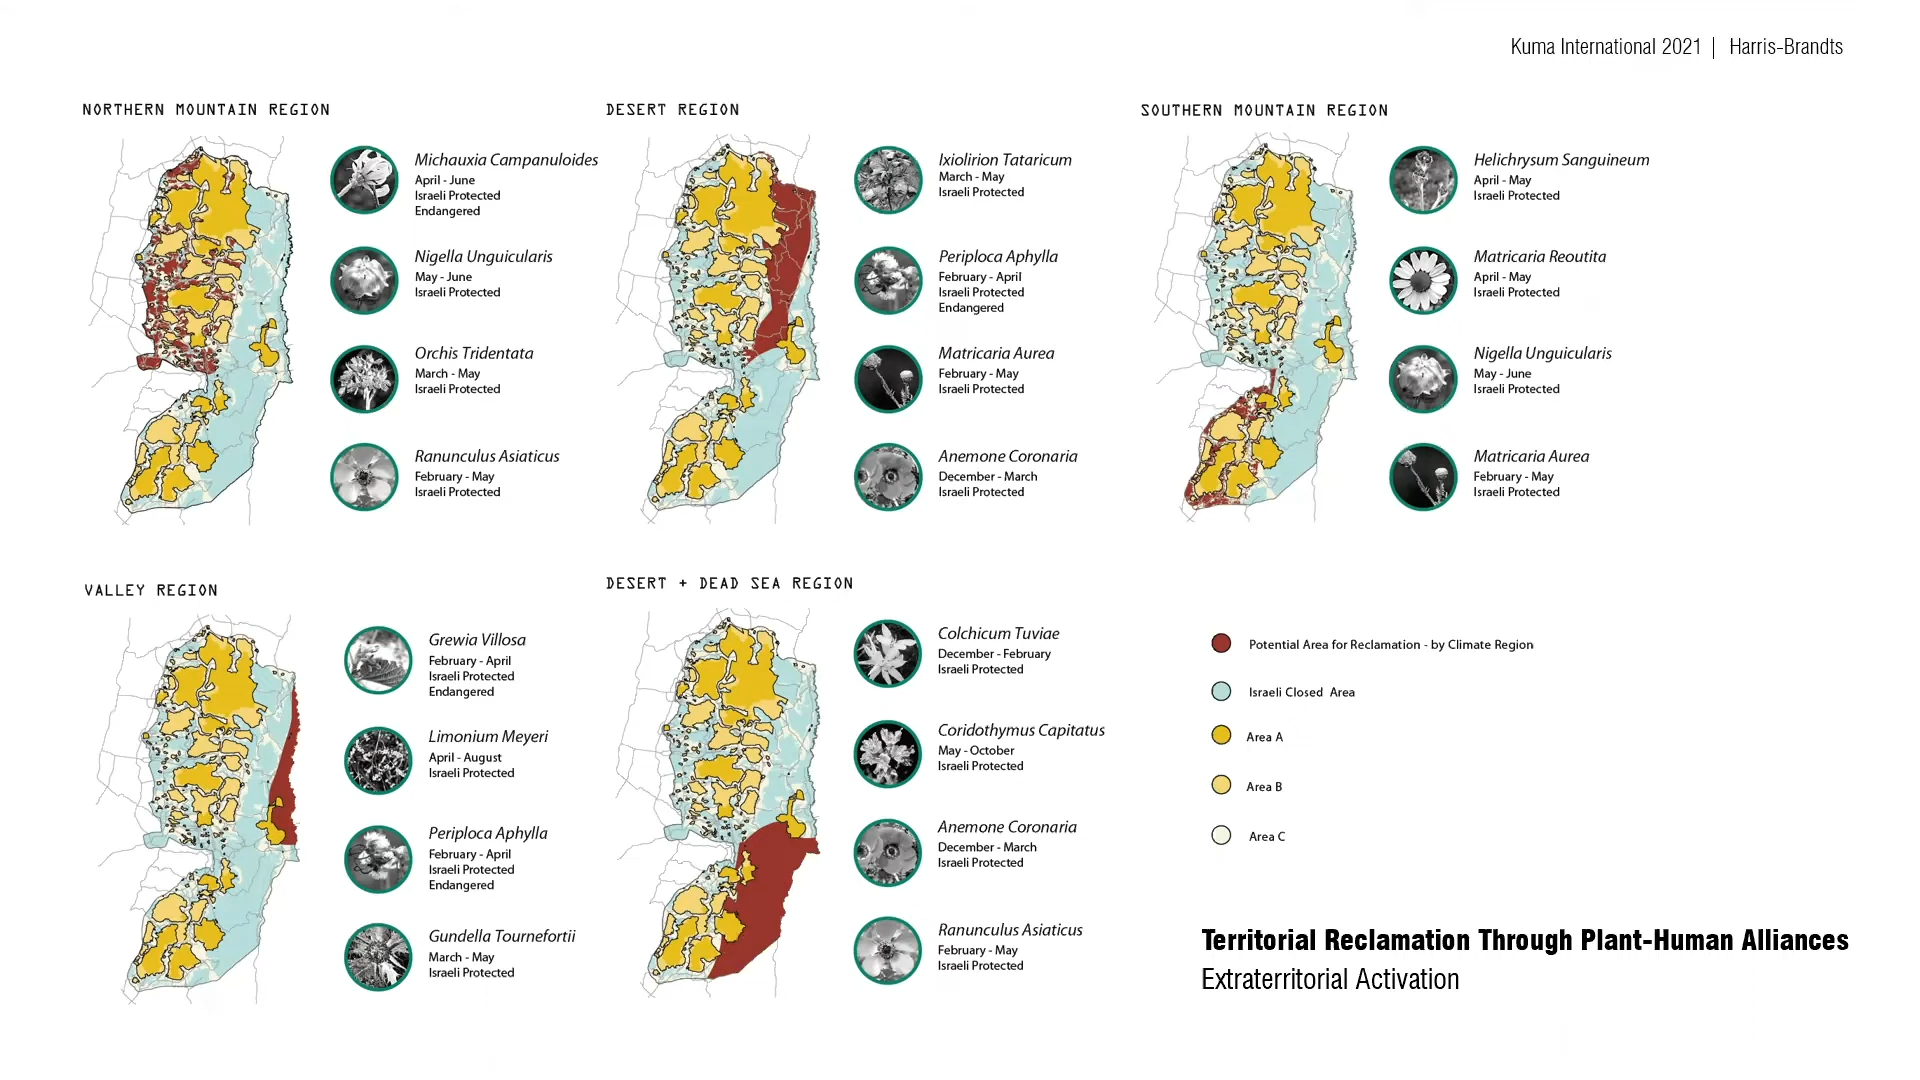 Kuma International 2021 | Harris-Brandts
NORTHERN MOUNTAIN REGION
Michauxia Campanuloides
April - June
Israeli Protected
Endangered
Nigella Unguicularis
May - June
Israeli Protected
Orchis Tridentata
March - May
Israeli Protected
Ranunculus Asiaticus
February - May
Israeli Protected
DESERT REGION
Ixiolirion Tataricum
March - May
Israeli Protected
Periploca Aphylla
February - April
Israeli Protected
Endangered
Matricaria Aurea
February - May
Israeli Protected
Anemone Coronaria
December - March
Israeli Protected
SOUTHERN MOUNTAIN REGION
Helichrysum Sanguineum
April - May
Israeli Protected
Matricaria Reoutita
April - May
Israeli Protected
Nigella Unguicularis
May - June
Israeli Protected
Matricaria Aurea
February - May
Israeli Protected
VALLEY REGION
Grewia Villosa
February - April
Israeli Protected
Endangered
Limonium Meyeri
April - August
Israeli Protected
Periploca Aphylla
February - April
Israeli Protected
Endangered
Gundella Tournefortii
March - May
Israeli Protected
DESERT + DEAD SEA REGION
Colchicum Tuviae
December - February
Israeli Protected
Coridothymus Capitatus
May - October
Israeli Protected
Anemone Coronaria
December - March
Israeli Protected
Ranunculus Asiaticus
February - May
Israeli Protected
Potential Area for Reclamation - by Climate Region
Israeli Closed Area
Area A
Area B
Area C
Territorial Reclamation Through Plant-Human Alliances
Extraterritorial Activation